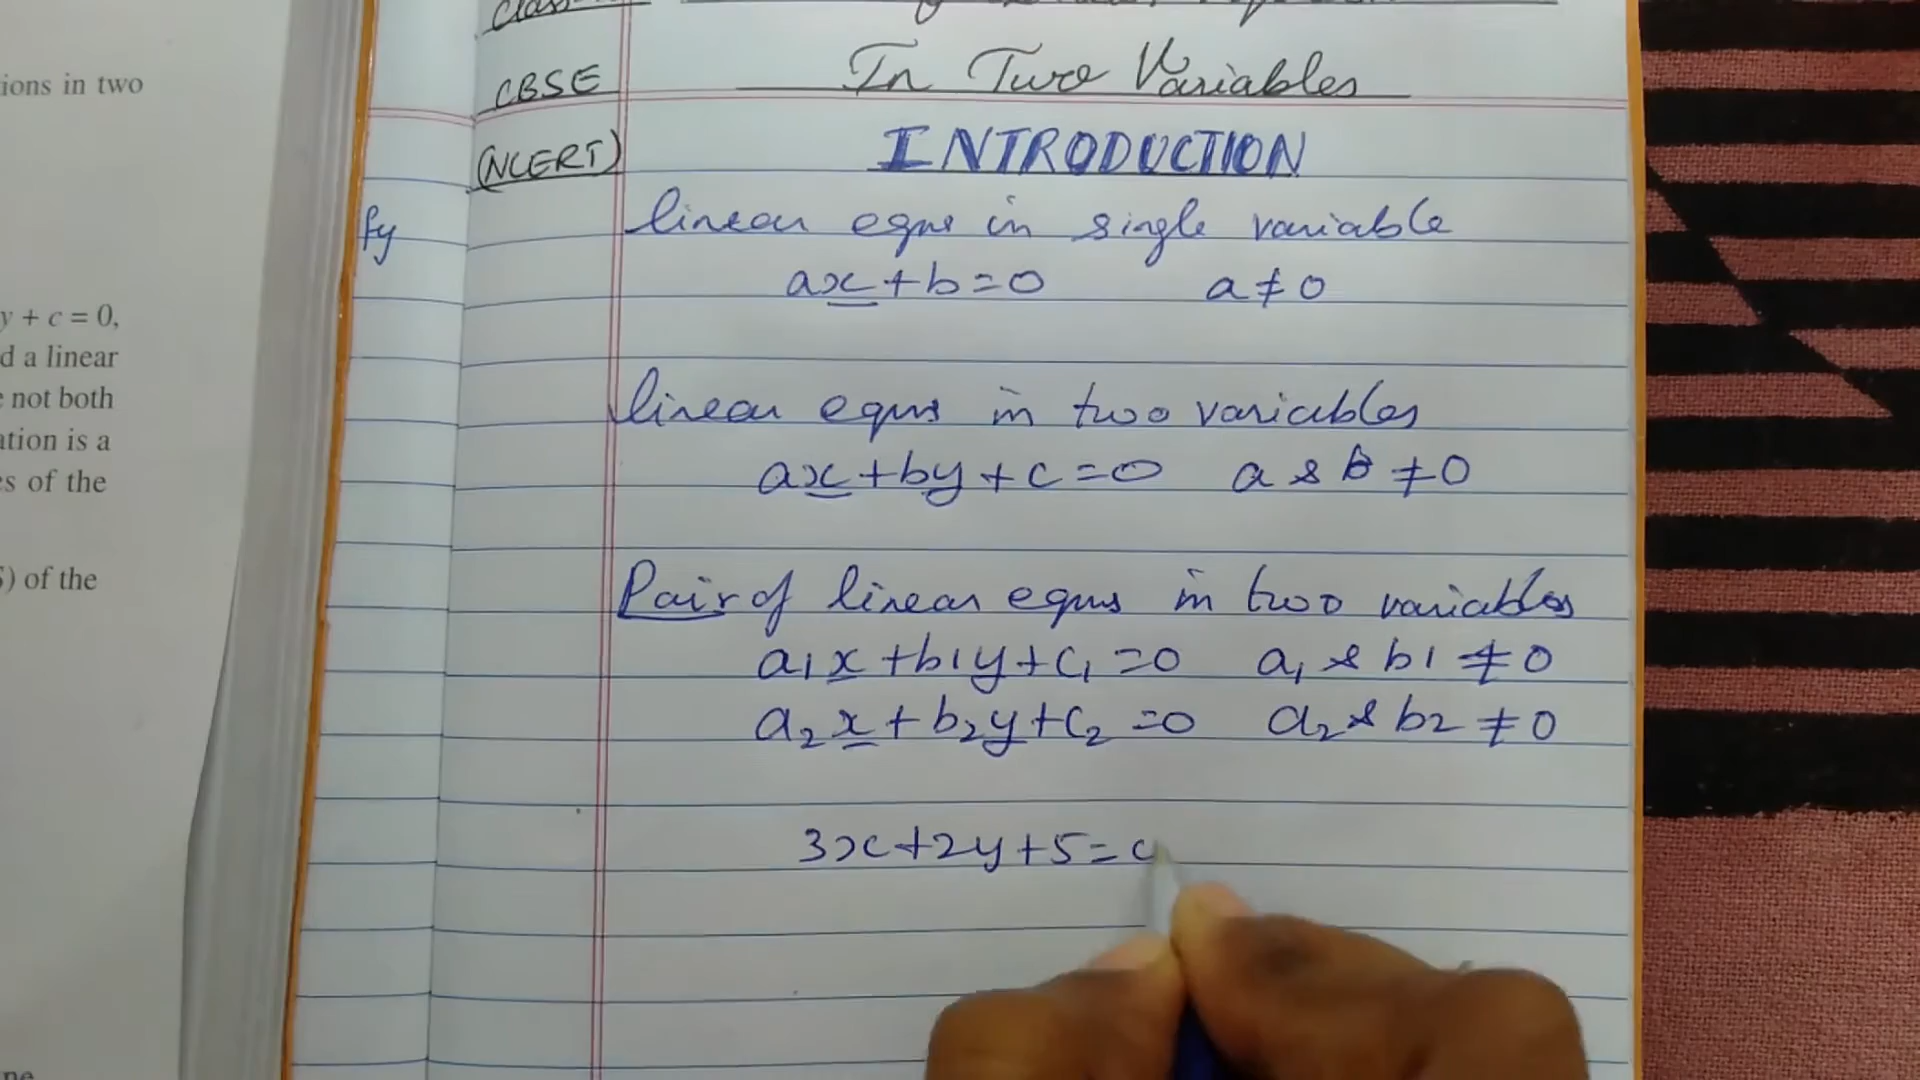 ions in two
y + c = 0,
d a linear
not both
ation is a
es of the
) of the
fy
Class
CBSE
(NCERT)
In Two Variables
INTRODUCTION
linear eqns in single variable
ax+b=0 a≠0
linear eqns in two variables
ax+by+c=0 a & b ≠0
Pair of linear eqns in two variables
a₁x+b1y+c₁=0 a₁ & b1 ≠0
a₂x+b₂y+c₂=0 a₂ & b2 ≠0
3x+2y+5=